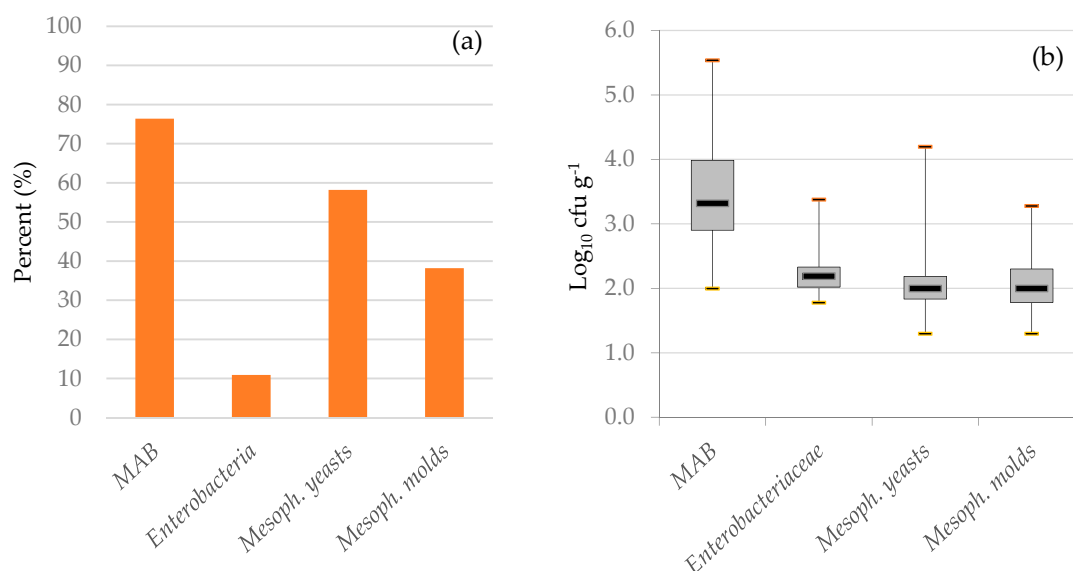 (a)
Percent (%)
100
90
80
70
60
50
40
30
20
10
0
MAB
Enterobacteria
Mesoph. yeasts
Mesoph. molds
(b)
Log₁₀ cfu g⁻¹
6.0
5.0
4.0
3.0
2.0
1.0
0.0
MAB
Enterobacteriaceae
Mesoph. yeasts
Mesoph. molds